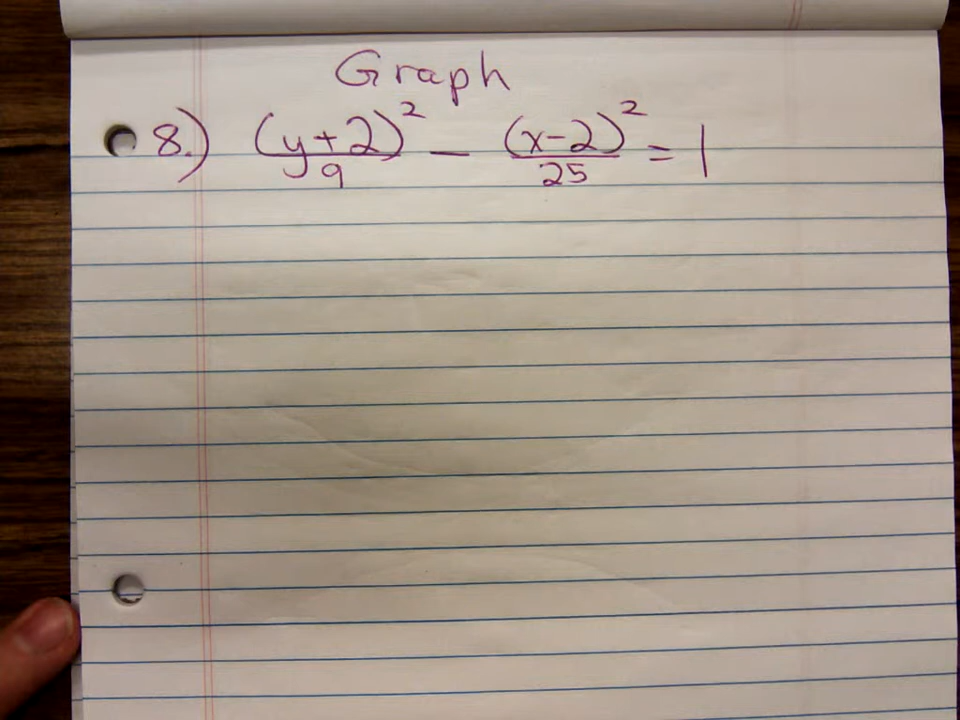 Graph
8.) (y+2)²/9 − (x−2)²/25 = 1